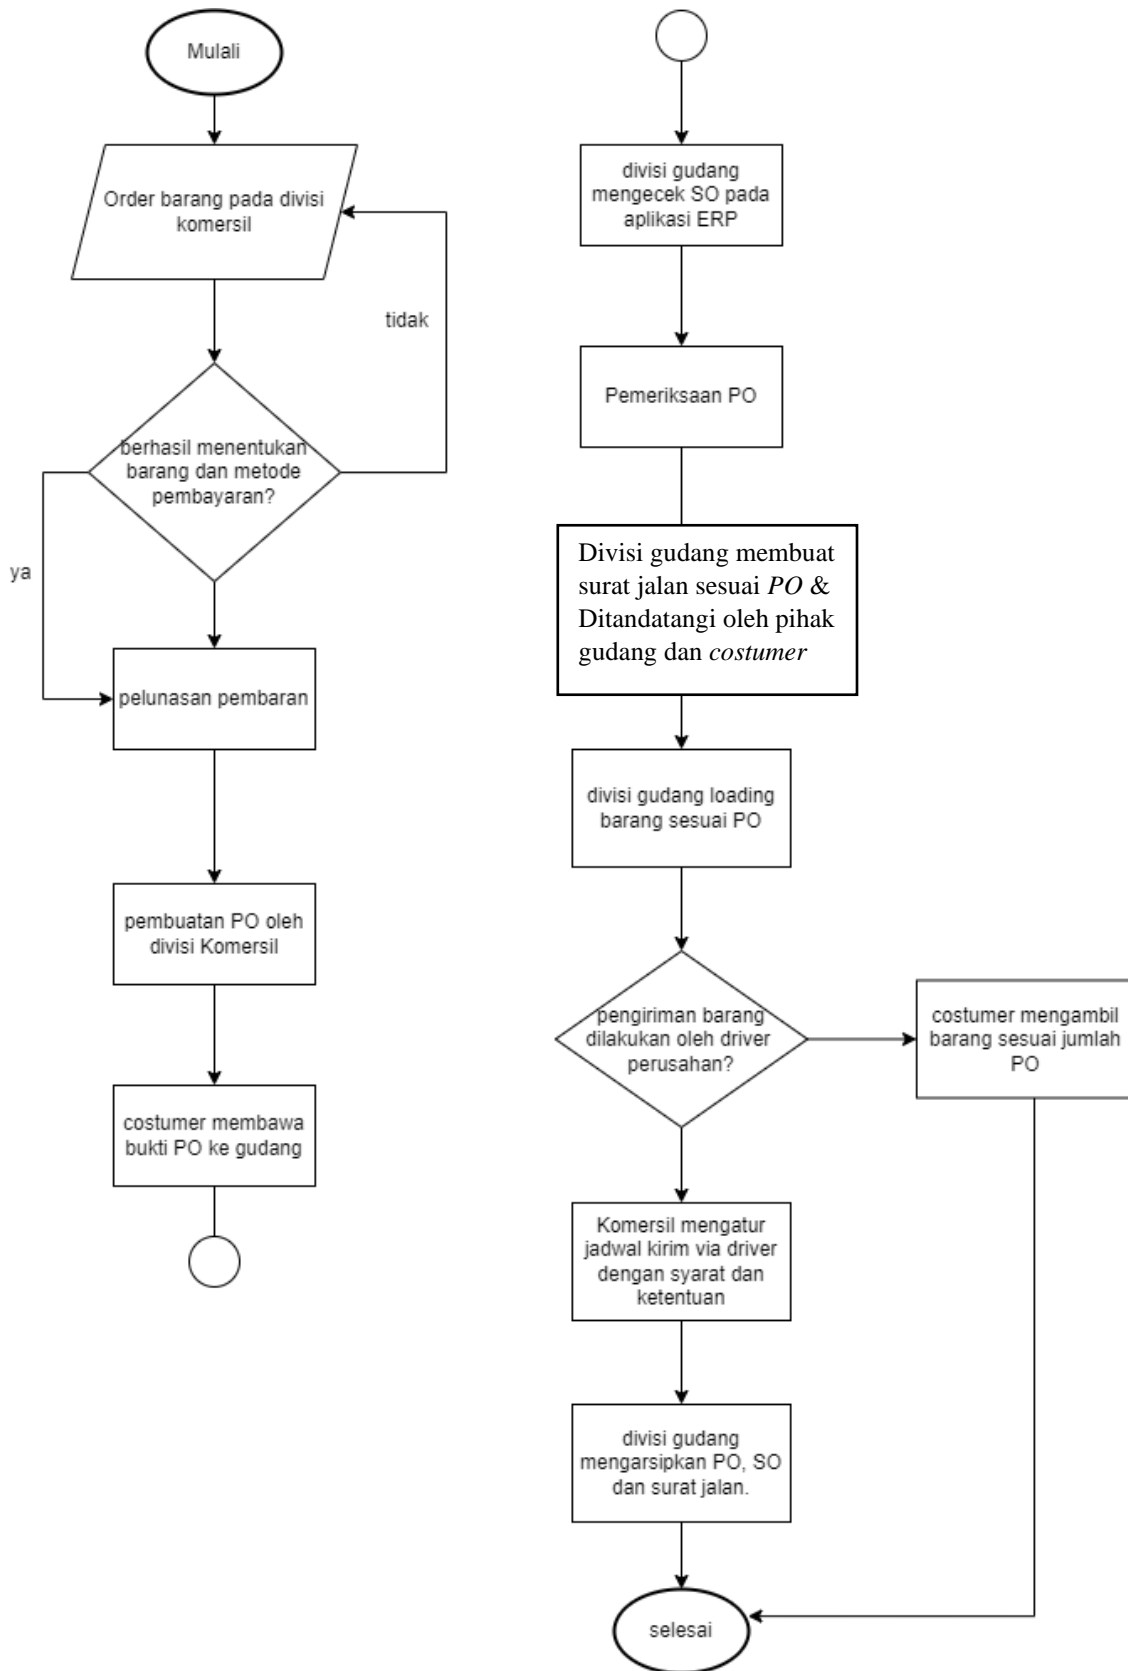 Mulali
Order barang pada divisi
komersil
tidak
berhasil menentukan
barang dan metode
pembayaran?
ya
pelunasan pembaran
pembuatan PO oleh
divisi Komersil
costumer membawa
bukti PO ke gudang
divisi gudang
mengecek SO pada
aplikasi ERP
Pemeriksaan PO
Divisi gudang membuat
surat jalan sesuai PO &
Ditandatangi oleh pihak
gudang dan costumer
divisi gudang loading
barang sesuai PO
pengiriman barang
dilakukan oleh driver
perusahan?
costumer mengambil
barang sesuai jumlah
PO
Komersil mengatur
jadwal kirim via driver
dengan syarat dan
ketentuan
divisi gudang
mengarsipkan PO, SO
dan surat jalan.
selesai